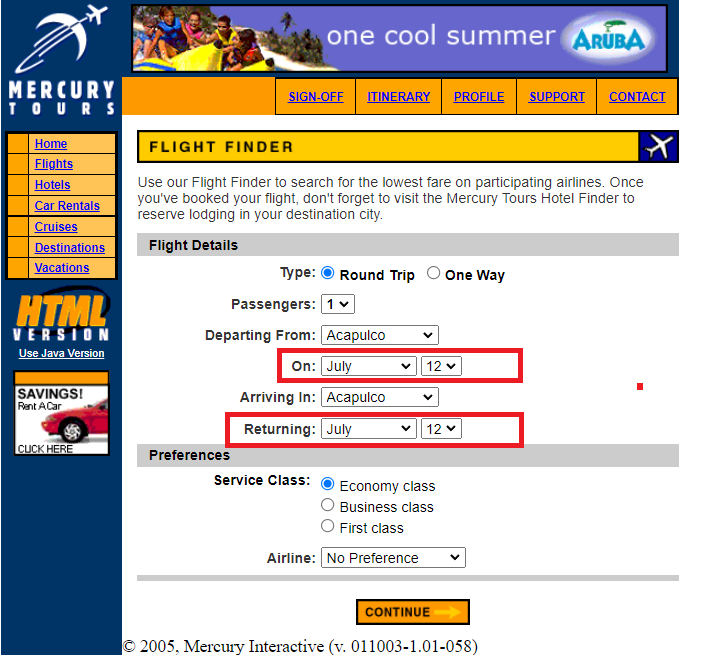 one cool summer ARUBA
MERCURY
TOURS
SIGN-OFF ITINERARY PROFILE SUPPORT CONTACT
Home
Flights
Hotels
Car Rentals
Cruises
Destinations
Vacations
HTML
VERSION
Use Java Version
SAVINGS!
Rent A Car
CLICK HERE
FLIGHT FINDER
Use our Flight Finder to search for the lowest fare on participating airlines. Once
you've booked your flight, don't forget to visit the Mercury Tours Hotel Finder to
reserve lodging in your destination city.
Flight Details
Type: Round Trip One Way
Passengers: 1
Departing From: Acapulco
On: July 12
Arriving In: Acapulco
Returning: July 12
Preferences
Service Class: Economy class
Business class
First class
Airline: No Preference
CONTINUE
© 2005, Mercury Interactive (v. 011003-1.01-058)